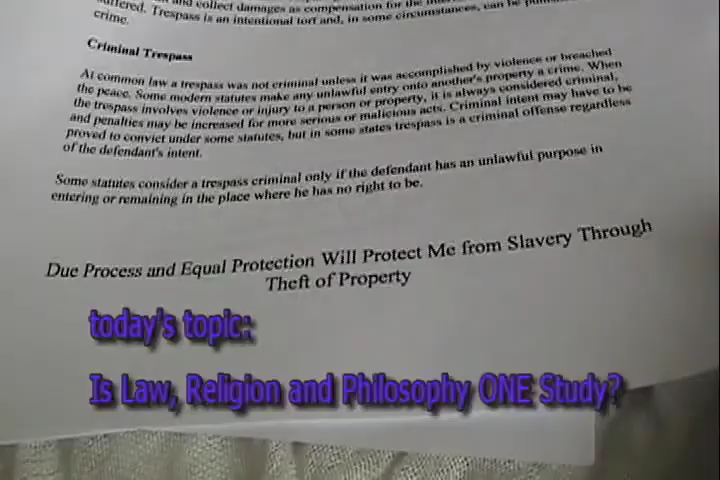 suffered. Trespass is an intentional tort and, in some circumstances, can be
and collect damages as compensation for the
crime.
Criminal Trespass
At common law a trespass was not criminal unless it was accomplished by violence or breached
the peace. Some modern statutes make any unlawful entry onto another's property a crime. When
the trespass involves violence or injury to a person or property, it is always considered criminal,
and penalties may be increased for more serious or malicious acts. Criminal intent may have to be
proved to convict under some statutes, but in some states trespass is a criminal offense regardless
of the defendant's intent.
Some statutes consider a trespass criminal only if the defendant has an unlawful purpose in
entering or remaining in the place where he has no right to be.
Due Process and Equal Protection Will Protect Me from Slavery Through
Theft of Property
today's topic:
Is Law, Religion and Philosophy ONE Study?